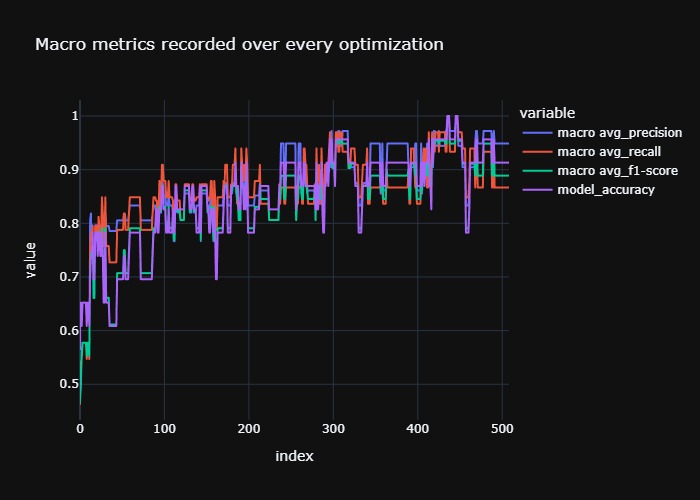 Macro metrics recorded over every optimization
variable
macro avg_precision
macro avg_recall
macro avg_f1-score
model_accuracy
1
0.9
0.8
0.7
0.6
0.5
value
0
100
200
300
400
500
index